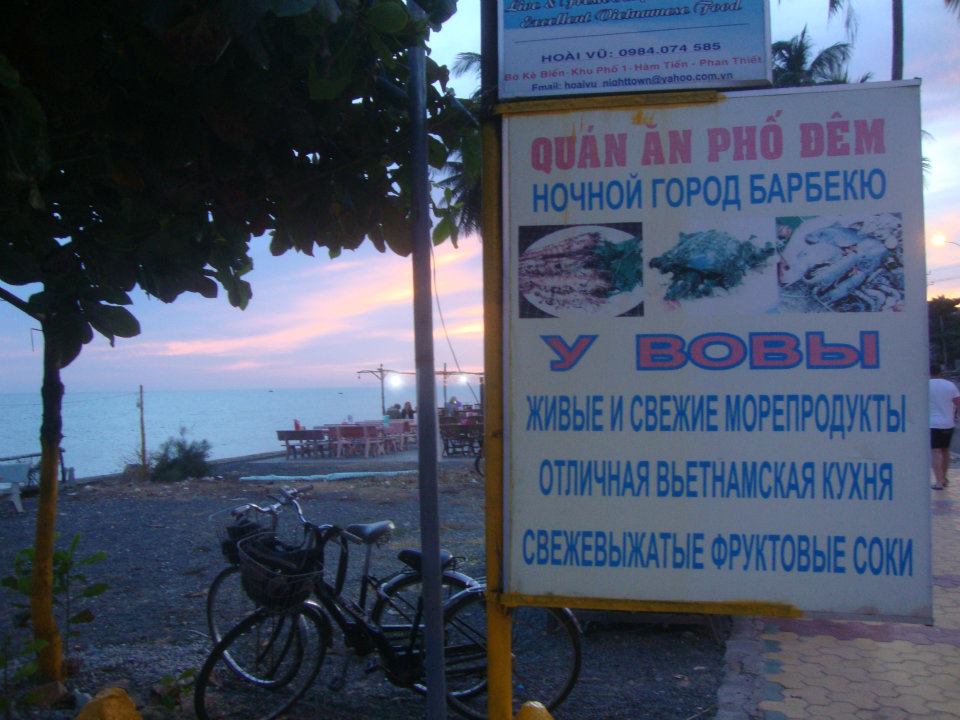 Excellent Vietnamese Food
HOÀI VŨ: 0984.074 585
Bờ Kè Biển- Khu Phố 1- Hàm Tiến - Phan Thiết
Email: hoaivu_nighttown@yahoo.com.vn
QUÁN ĂN PHỐ ĐÊM
НОЧНОЙ ГОРОД БАРБЕКЮ
У ВОВЫ
ЖИВЫЕ И СВЕЖИЕ МОРЕПРОДУКТЫ
ОТЛИЧНАЯ ВЬЕТНАМСКАЯ КУХНЯ
СВЕЖЕВЫЖАТЫЕ ФРУКТОВЫЕ СОКИ